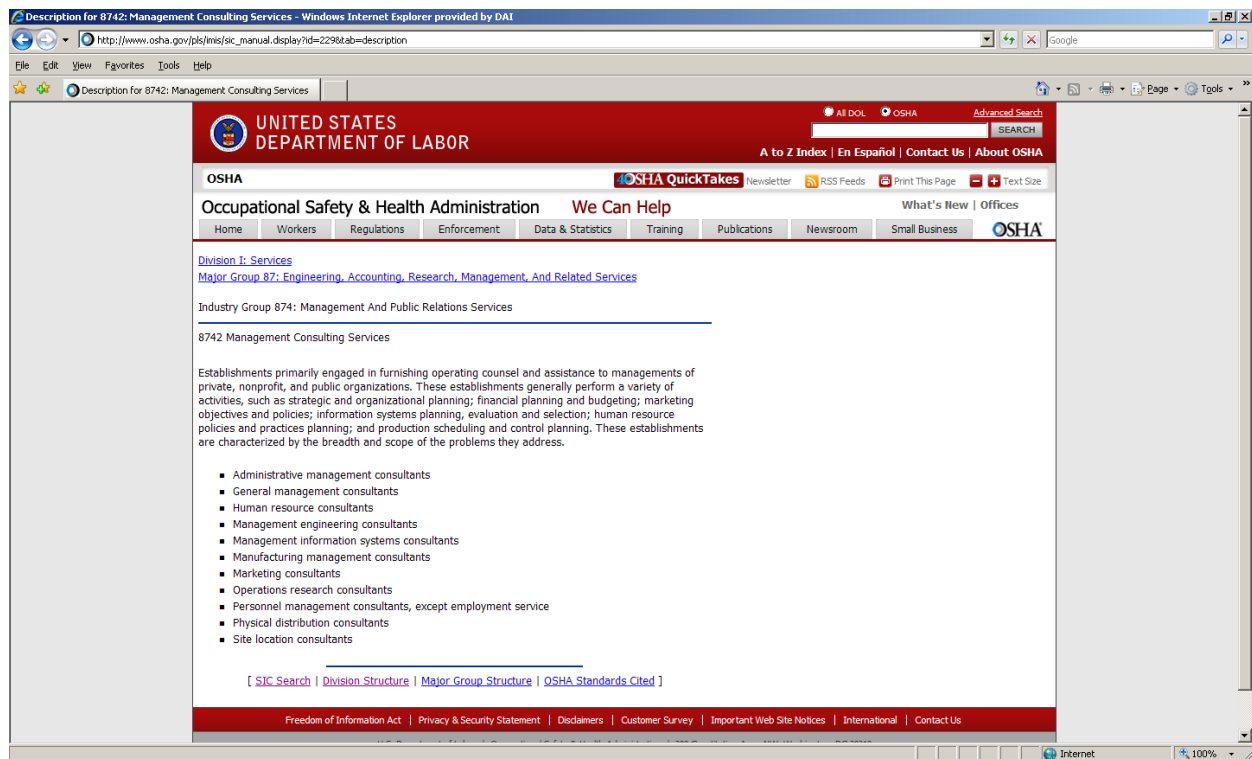 Description for 8742: Management Consulting Services - Windows Internet Explorer provided by DAI
http://www.osha.gov/pls/imis/sic_manual.display?id=229&tab=description
Google
File Edit View Favorites Tools Help
Description for 8742: Management Consulting Services
Page Tools
UNITED STATES
DEPARTMENT OF LABOR
All DOL OSHA Advanced Search
SEARCH
A to Z Index | En Español | Contact Us | About OSHA
OSHA
OSHA QuickTakes Newsletter RSS Feeds Print This Page Text Size
Occupational Safety & Health Administration We Can Help
What's New | Offices
Home Workers Regulations Enforcement Data & Statistics Training Publications Newsroom Small Business OSHA
Division I: Services
Major Group 87: Engineering, Accounting, Research, Management, And Related Services
Industry Group 874: Management And Public Relations Services
8742 Management Consulting Services
Establishments primarily engaged in furnishing operating counsel and assistance to managements of
private, nonprofit, and public organizations. These establishments generally perform a variety of
activities, such as strategic and organizational planning; financial planning and budgeting; marketing
objectives and policies; information systems planning, evaluation and selection; human resource
policies and practices planning; and production scheduling and control planning. These establishments
are characterized by the breadth and scope of the problems they address.
Administrative management consultants
General management consultants
Human resource consultants
Management engineering consultants
Management information systems consultants
Manufacturing management consultants
Marketing consultants
Operations research consultants
Personnel management consultants, except employment service
Physical distribution consultants
Site location consultants
[ SIC Search | Division Structure | Major Group Structure | OSHA Standards Cited ]
Freedom of Information Act | Privacy & Security Statement | Disclaimers | Customer Survey | Important Web Site Notices | International | Contact Us
Internet 100%